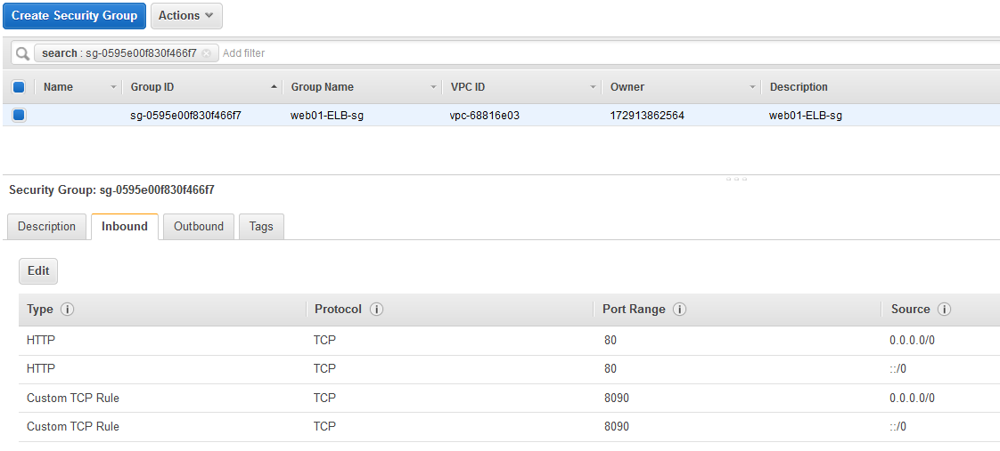 Create Security Group Actions
search : sg-0595e00f830f466f7 Add filter
Name Group ID Group Name VPC ID Owner Description
sg-0595e00f830f466f7 web01-ELB-sg vpc-68816e03 172913862564 web01-ELB-sg
Security Group: sg-0595e00f830f466f7
Description Inbound Outbound Tags
Edit
Type Protocol Port Range Source
HTTP TCP 80 0.0.0.0/0
HTTP TCP 80 ::/0
Custom TCP Rule TCP 8090 0.0.0.0/0
Custom TCP Rule TCP 8090 ::/0